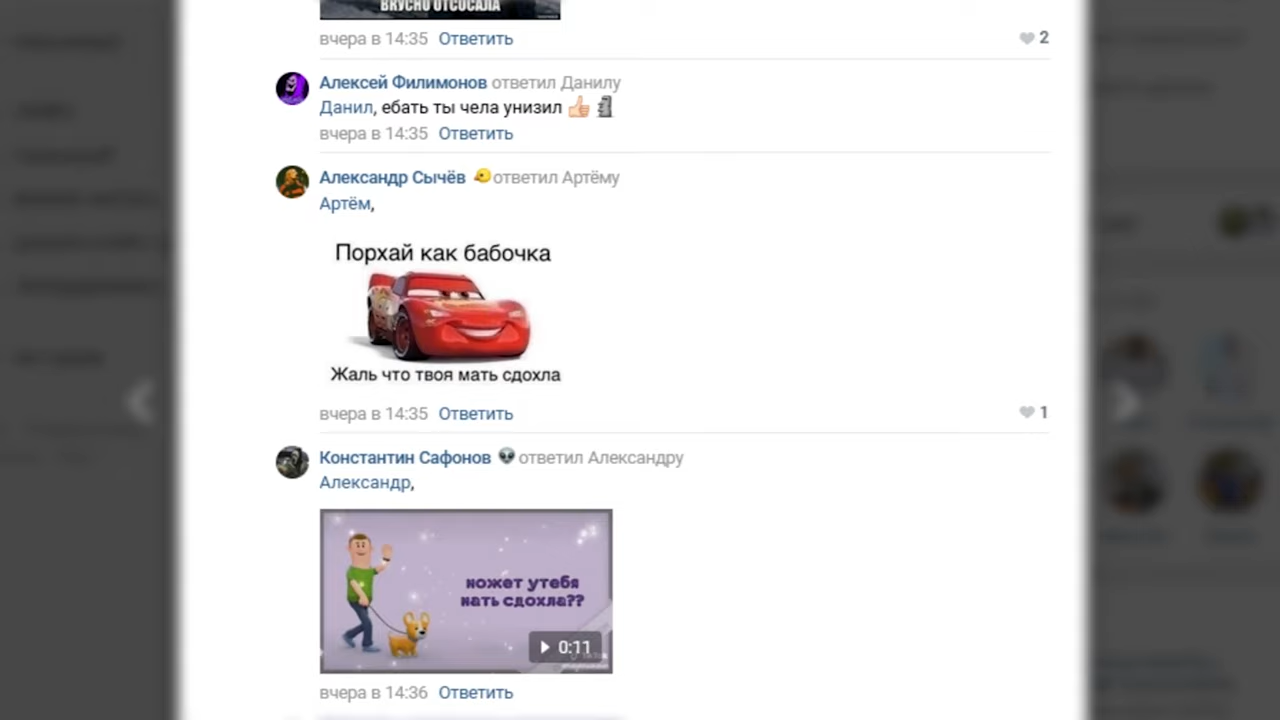 ВКУСНО ОТСОСАЛА
вчера в 14:35 Ответить
2
Алексей Филимонов ответил Данилу
Данил, ебать ты чела унизил 👍🗿
вчера в 14:35 Ответить
Александр Сычёв ответил Артёму
Артём,
Порхай как бабочка
Жаль что твоя мать сдохла
вчера в 14:35 Ответить
1
Константин Сафонов 👽 ответил Александру
Александр,
может утебя
мать сдохла??
0:11
вчера в 14:36 Ответить